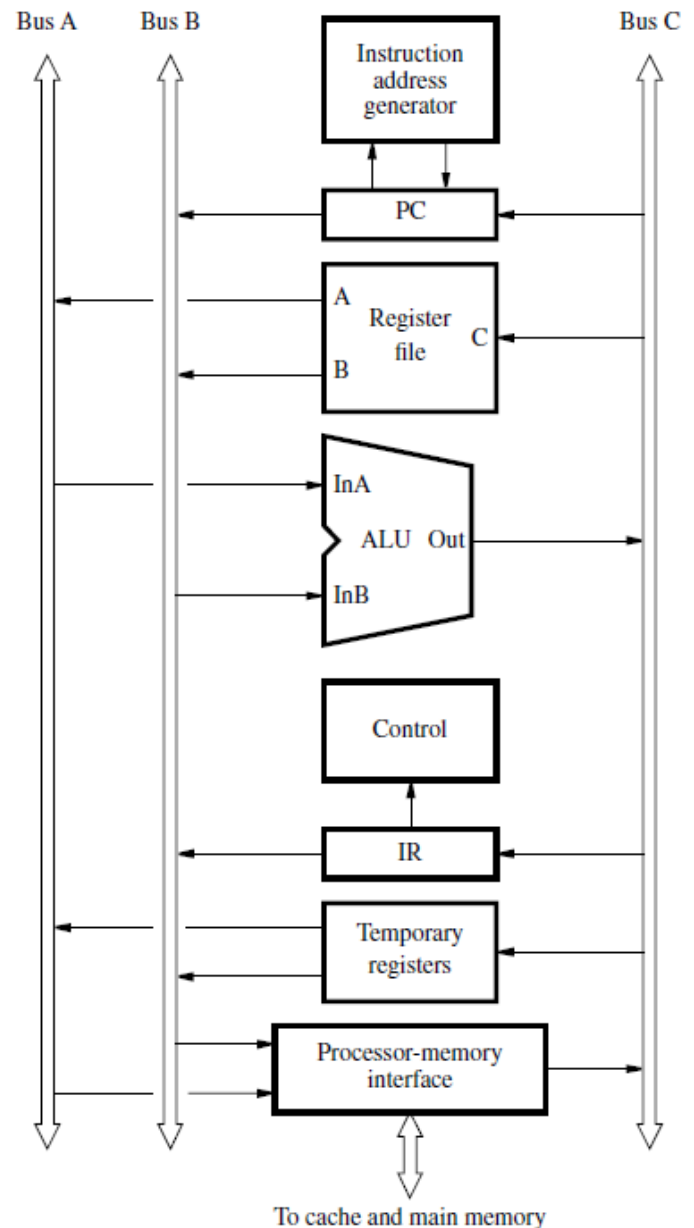 Bus A
Bus B
Bus C
Instruction
address
generator
PC
A
Register
file
C
B
InA
ALU
Out
InB
Control
IR
Temporary
registers
Processor-memory
interface
To cache and main memory